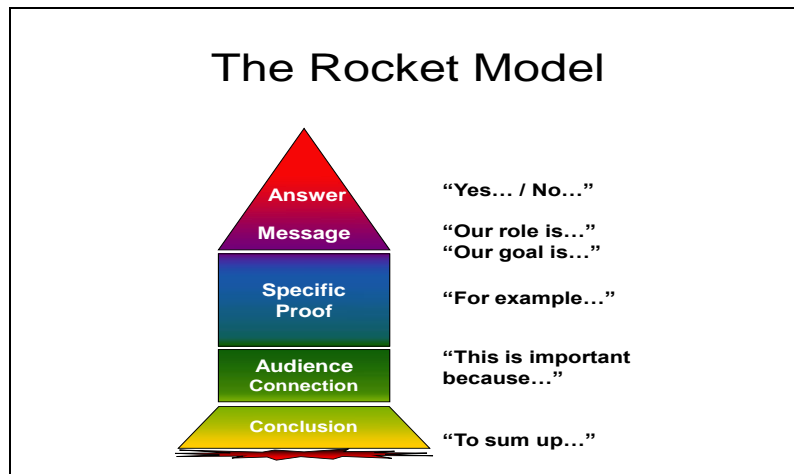 The Rocket Model
Answer
“Yes… / No…”
Message
“Our role is…”
“Our goal is…”
Specific
Proof
“For example…”
Audience
Connection
“This is important
because…”
Conclusion
“To sum up…”